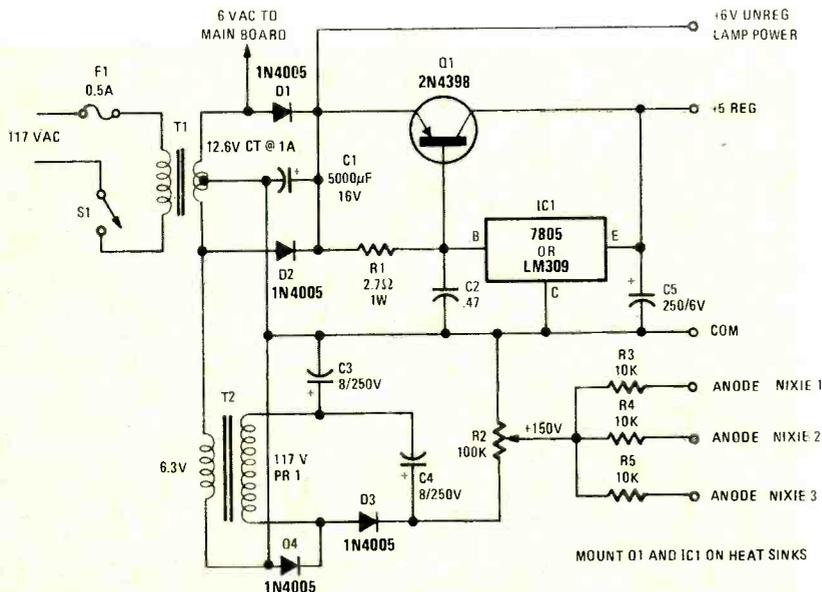 6 VAC TO
MAIN BOARD
+6V UNREG
LAMP POWER
F1
0.5A
1N4005
D1
Q1
2N4398
+5 REG
117 VAC
T1
12.6V CT @ 1A
C1
5000µF
16V
S1
IC1
B
7805
OR
LM309
E
C
D2
1N4005
R1
2.7Ω
1W
C2
.47
C5
250/6V
COM
C3
8/250V
R3
10K
ANODE NIXIE 1
T2
R2
100K
+150V
R4
10K
ANODE NIXIE 2
6.3V
117 V
PR 1
C4
8/250V
R5
10K
ANODE NIXIE 3
D3
1N4005
D4
1N4005
MOUNT Q1 AND IC1 ON HEAT SINKS